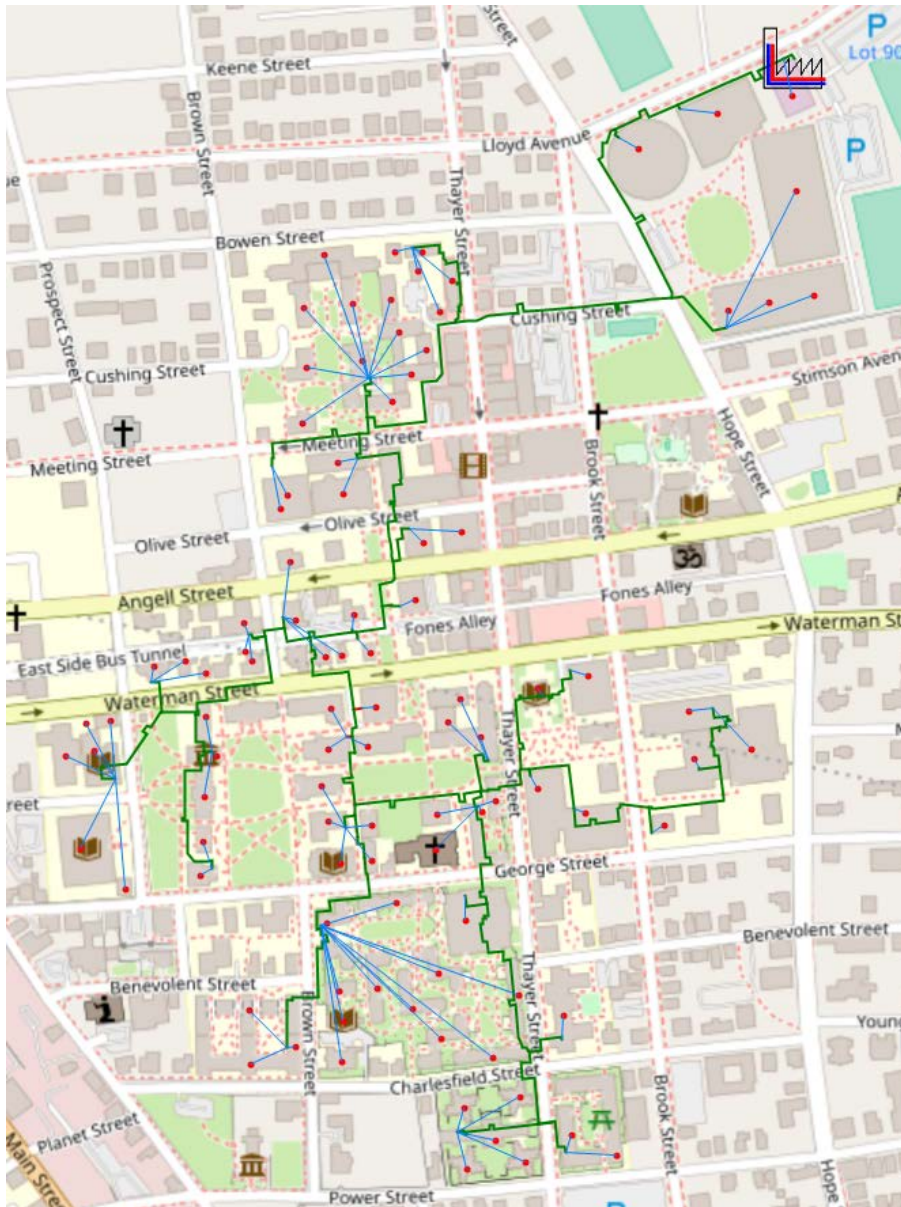 Keene Street
Street
P
Lot 90
Brown Street
Lloyd Avenue
P
Thayer Street
Bowen Street
Prospect Street
Cushing Street
Cushing Street
Stimson Aven
Meeting Street
Meeting Street
Hope Street
Brook Street
Olive Street
Olive Street
Angell Street
Fones Alley
Fones Alley
Waterman St
East Side Bus Tunnel
Waterman Street
Thayer Street
reet
George Street
Benevolent Street
Benevolent Street
Thayer Street
Brown Street
Young
Charlesfield Street
Brook Street
Planet Street
Main Stre
Power Street
Hope
P